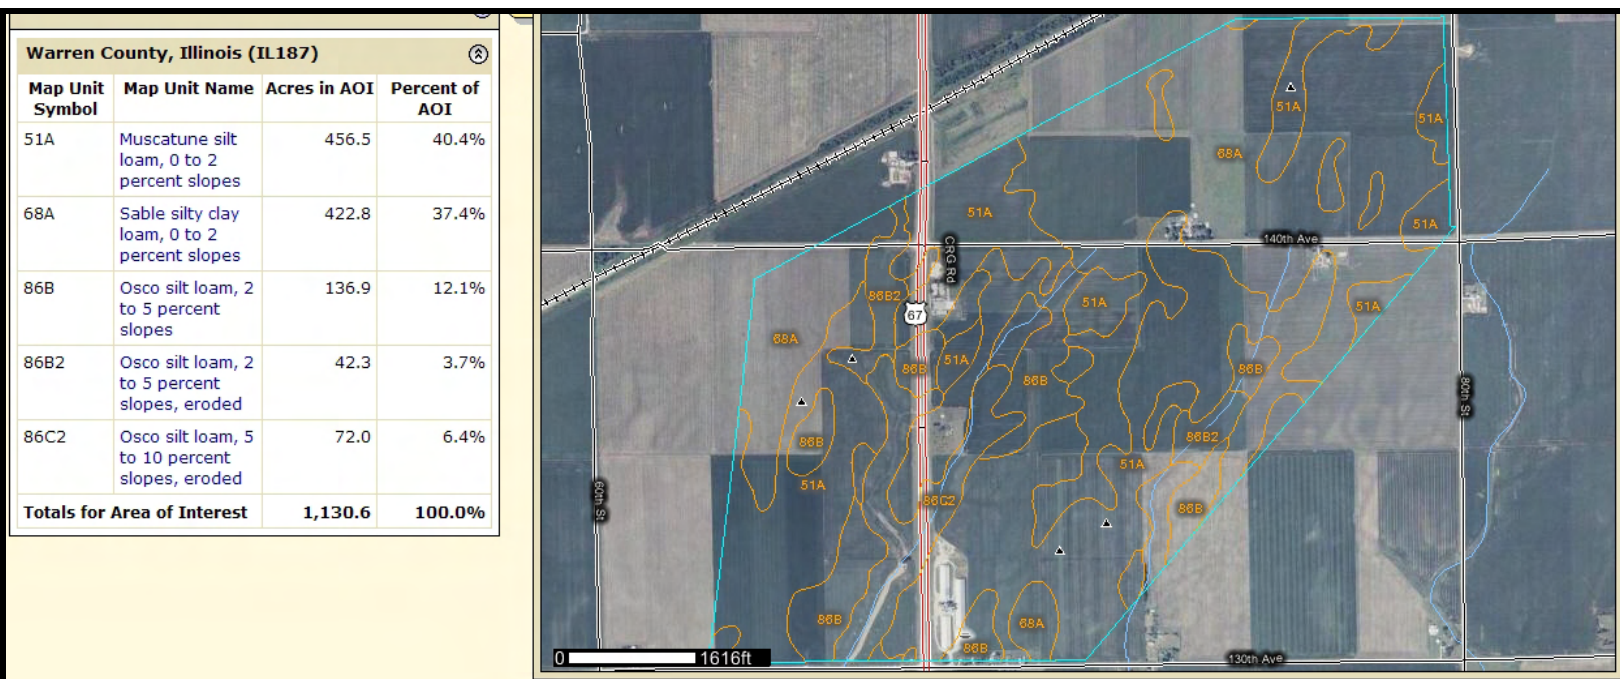 Warren County, Illinois (IL187)
Map Unit Symbol Map Unit Name Acres in AOI Percent of AOI
51A Muscatune silt loam, 0 to 2 percent slopes 456.5 40.4%
68A Sable silty clay loam, 0 to 2 percent slopes 422.8 37.4%
86B Osco silt loam, 2 to 5 percent slopes 136.9 12.1%
86B2 Osco silt loam, 2 to 5 percent slopes, eroded 42.3 3.7%
86C2 Osco silt loam, 5 to 10 percent slopes, eroded 72.0 6.4%
Totals for Area of Interest 1,130.6 100.0%
51A
51A
68A
51A
51A
140th Ave
CRG Rd
86B2
51A
51A
67
68A
51A
86B
86B
86B
80th St
86B
86B2
51A
51A
60th St
86C2
86B
86B
68A
86B
130th Ave
0 1616ft